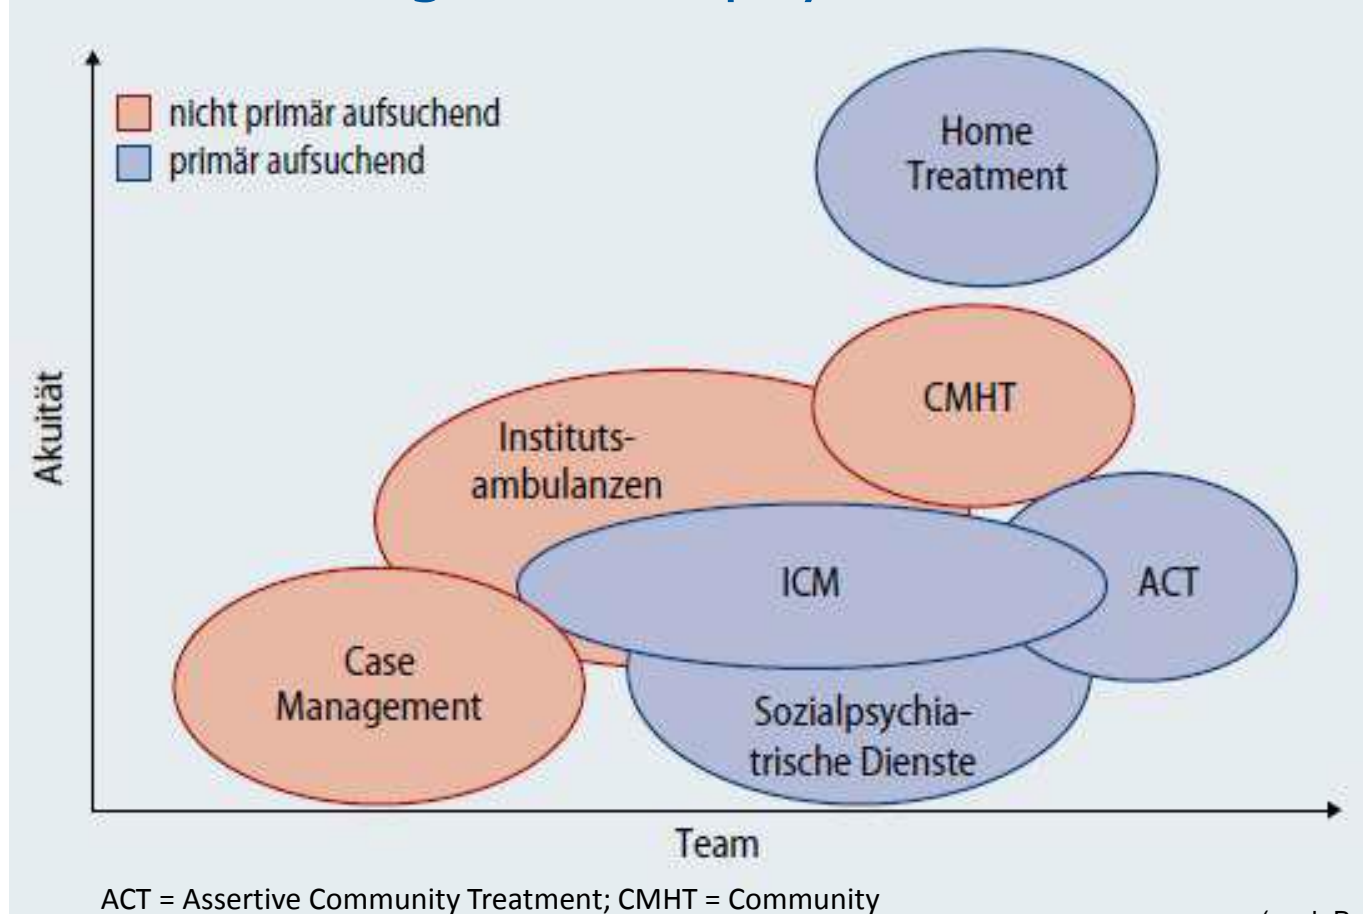 nicht primär aufsuchend
primär aufsuchend
Home
Treatment
CMHT
Instituts-
ambulanzen
ICM
ACT
Case
Management
Sozialpsychia-
trische Dienste
Akuität
Team
ACT = Assertive Community Treatment; CMHT = Community